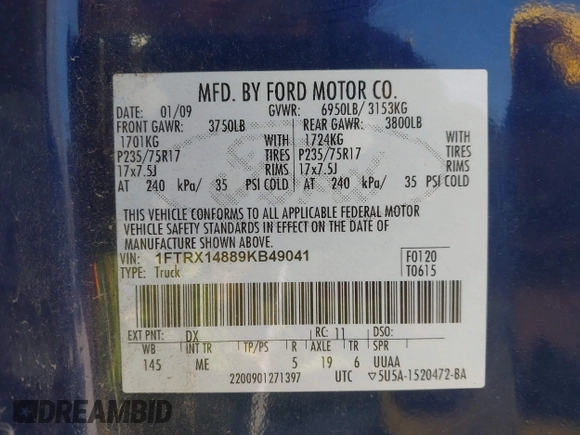 MFD. BY FORD MOTOR CO.
DATE: 01/09 GVWR: 6950LB/ 3153KG
FRONT GAWR: 3750LB REAR GAWR: 3800LB
1701KG WITH 1724KG WITH
P235/75R17 TIRES P235/75R17 TIRES
17x7.5J RIMS 17x7.5J RIMS
AT 240 kPa/ 35 PSI COLD AT 240 kPa/ 35 PSI COLD
THIS VEHICLE CONFORMS TO ALL APPLICABLE FEDERAL MOTOR
VEHICLE SAFETY STANDARDS IN EFFECT ON THE DATE OF
MANUFACTURE SHOWN ABOVE.
VIN: 1FTRX14889KB49041 F0120
TYPE: Truck T0615
EXT PNT: DX RC: 11 DSO:
WB INT TR TP/PS R AXLE TR SPR
145 ME 5 19 6 UUAA
2200901271397 UTC ▽5U5A-1520472-BA
DREAMBID